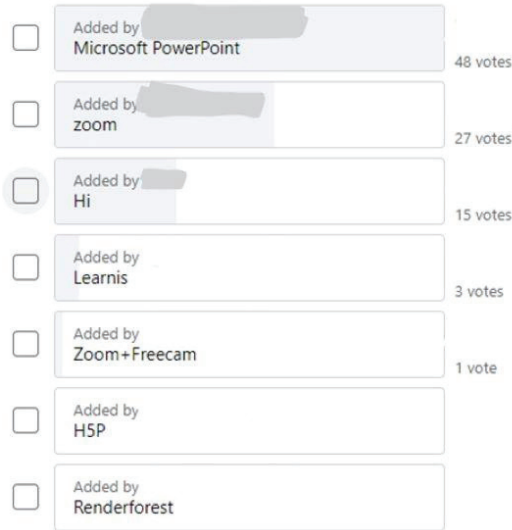 Added by
Microsoft PowerPoint
48 votes
Added by
zoom
27 votes
Added by
Hi
15 votes
Added by
Learnis
3 votes
Added by
Zoom+Freecam
1 vote
Added by
H5P
Added by
Renderforest